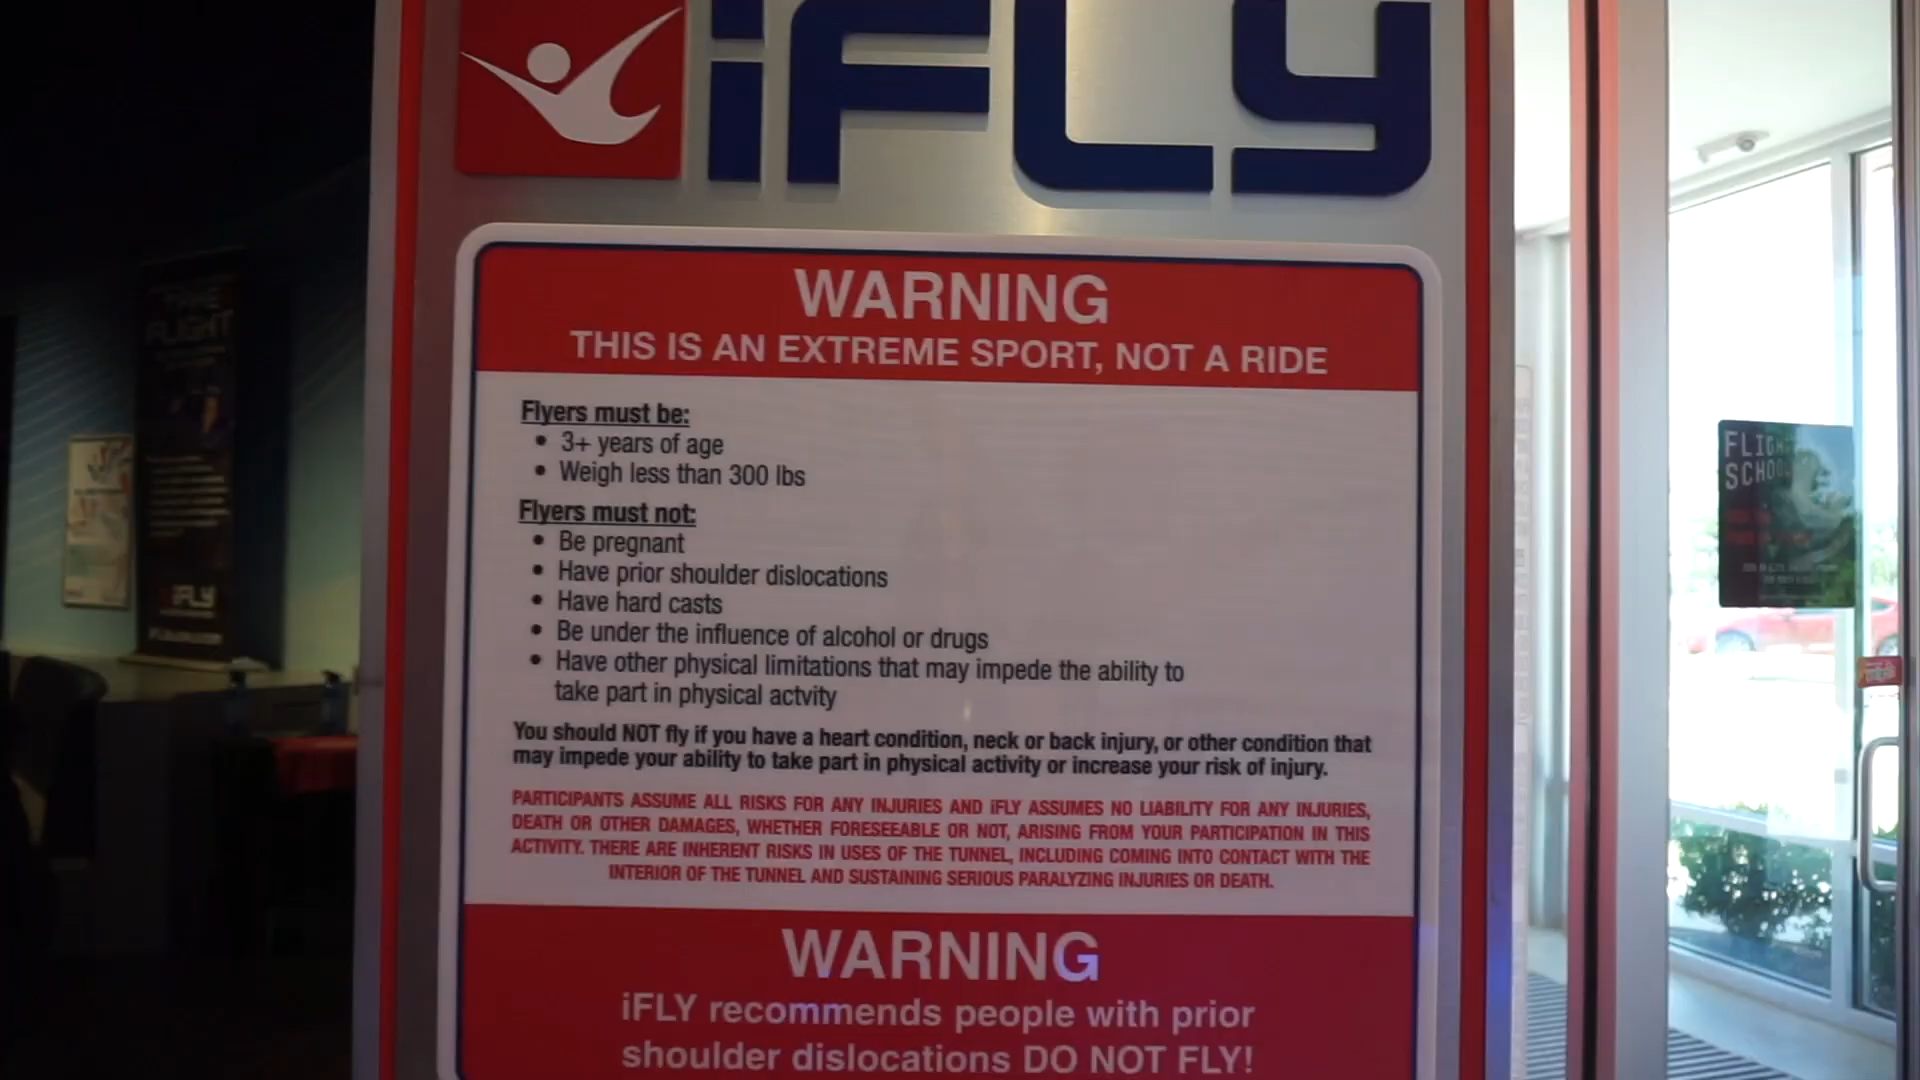 iFLY
WARNING
THIS IS AN EXTREME SPORT, NOT A RIDE
Flyers must be:
• 3+ years of age
• Weigh less than 300 lbs
Flyers must not:
• Be pregnant
• Have prior shoulder dislocations
• Have hard casts
• Be under the influence of alcohol or drugs
• Have other physical limitations that may impede the ability to
take part in physical actvity
You should NOT fly if you have a heart condition, neck or back injury, or other condition that
may impede your ability to take part in physical activity or increase your risk of injury.
PARTICIPANTS ASSUME ALL RISKS FOR ANY INJURIES AND iFLY ASSUMES NO LIABILITY FOR ANY INJURIES,
DEATH OR OTHER DAMAGES, WHETHER FORESEEABLE OR NOT, ARISING FROM YOUR PARTICIPATION IN THIS
ACTIVITY. THERE ARE INHERENT RISKS IN USES OF THE TUNNEL, INCLUDING COMING INTO CONTACT WITH THE
INTERIOR OF THE TUNNEL AND SUSTAINING SERIOUS PARALYZING INJURIES OR DEATH.
WARNING
iFLY recommends people with prior
shoulder dislocations DO NOT FLY!
TAKE
FLIGHT
iFLY
FLIGHT
SCHOOL